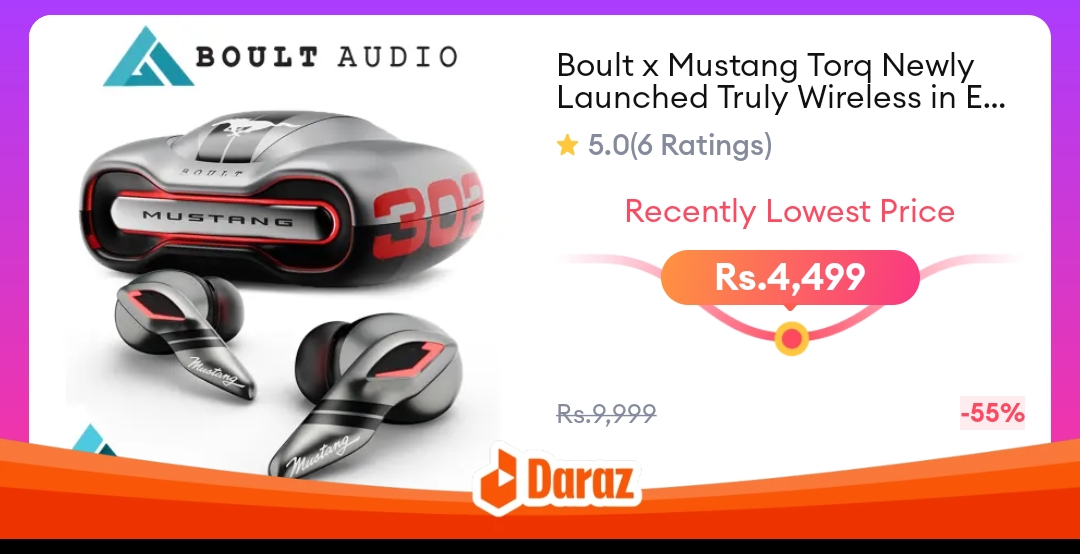 BOULT AUDIO
BOULT
MUSTANG
302
Mustang
Mustang
Boult x Mustang Torq Newly
Launched Truly Wireless in E...
5.0(6 Ratings)
Recently Lowest Price
Rs.4,499
Rs.9,999
-55%
Daraz